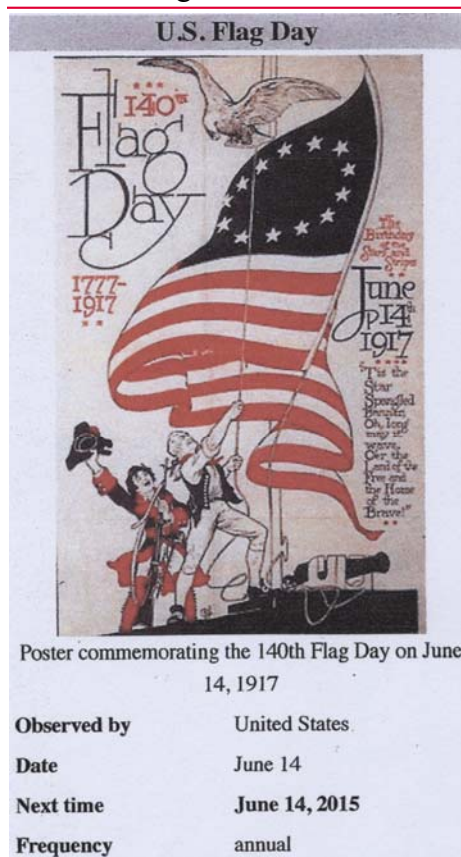 U.S. Flag Day
140th
Flag
Day
1777-
1917
The
Birthday
of the
Stars and
Stripes
June
14th
1917
"'Tis the
Star
Spangled
Banner,
Oh, long
may it
wave,
O'er the
Land of the
Free and
the Home
of the
Brave!"
Poster commemorating the 140th Flag Day on June
14, 1917
Observed by United States
Date June 14
Next time June 14, 2015
Frequency annual